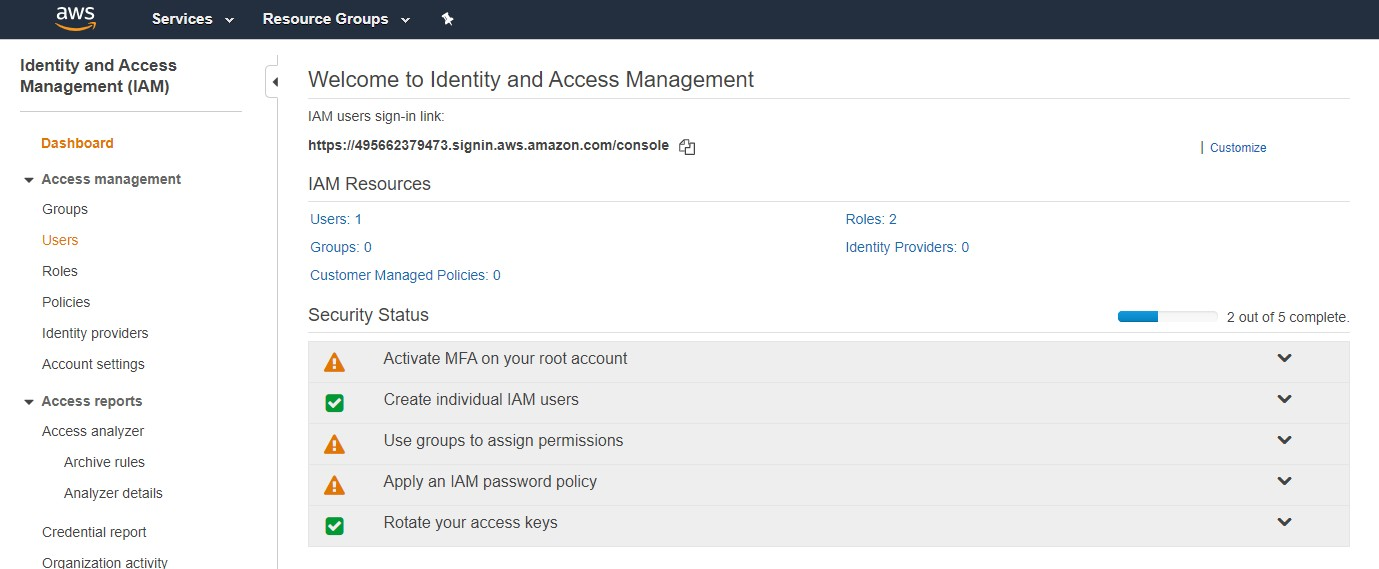 aws Services Resource Groups
Identity and Access
Management (IAM)
Dashboard
Access management
Groups
Users
Roles
Policies
Identity providers
Account settings
Access reports
Access analyzer
Archive rules
Analyzer details
Credential report
Organization activity
Welcome to Identity and Access Management
IAM users sign-in link:
https://495662379473.signin.aws.amazon.com/console | Customize
IAM Resources
Users: 1 Roles: 2
Groups: 0 Identity Providers: 0
Customer Managed Policies: 0
Security Status 2 out of 5 complete.
Activate MFA on your root account
Create individual IAM users
Use groups to assign permissions
Apply an IAM password policy
Rotate your access keys